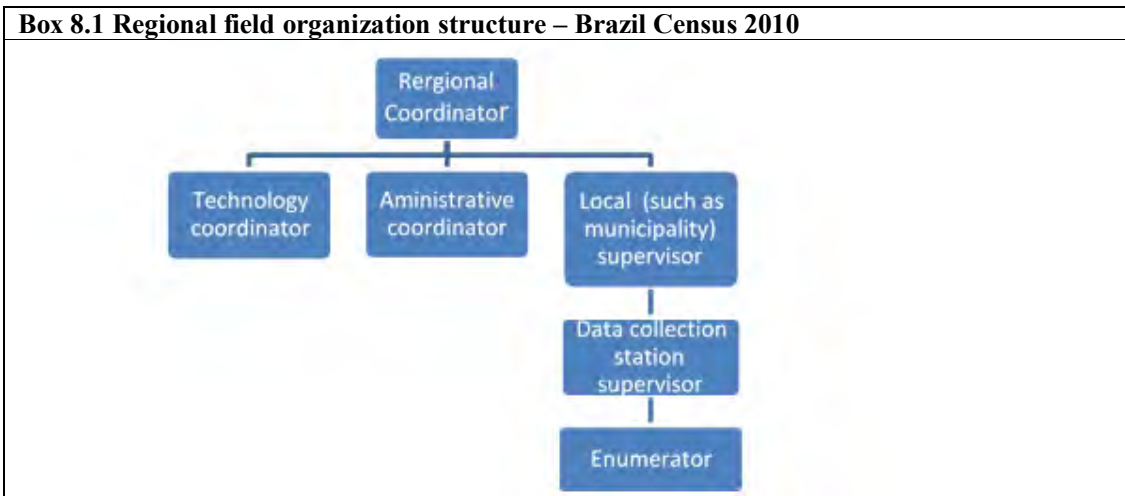 Box 8.1 Regional field organization structure – Brazil Census 2010
Rergional
Coordinator
Technology
coordinator
Aministrative
coordinator
Local (such as
municipality)
supervisor
Data collection
station
supervisor
Enumerator